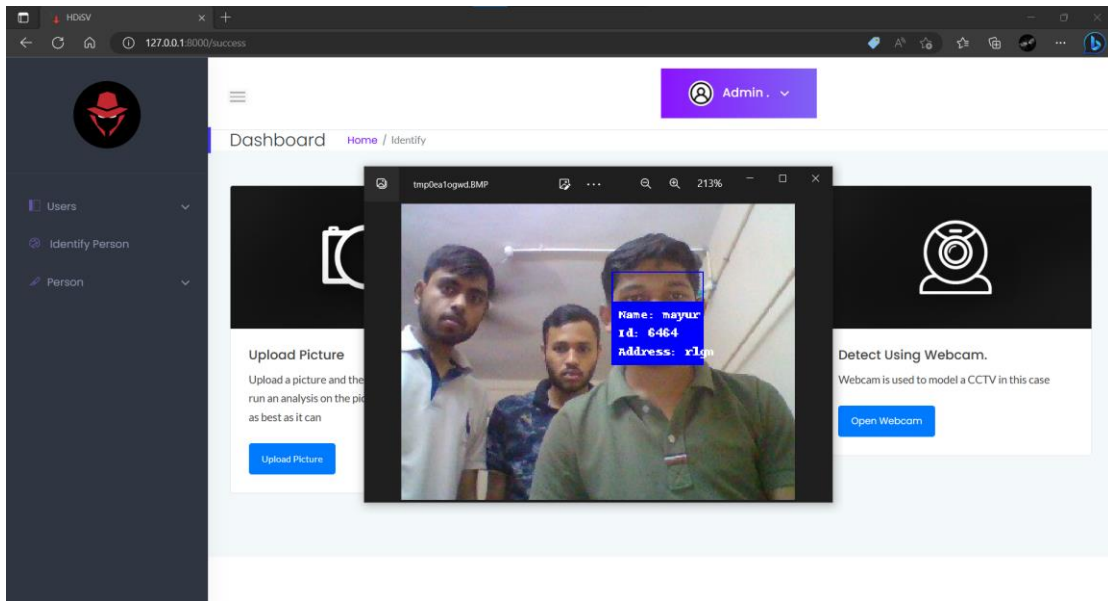 HDiSV
127.0.0.1:8000/success
Admin .
Dashboard Home / Identify
Users
Identify Person
Person
tmp0ea1ogwd.BMP 213%
Name: mayur
Id: 6464
Address: rlgn
Upload Picture
Upload a picture and the
run an analysis on the pic
as best as it can
Upload Picture
Detect Using Webcam.
Webcam is used to model a CCTV in this case
Open Webcam